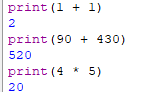 print(1 + 1)
2
print(90 + 430)
520
print(4 * 5)
20